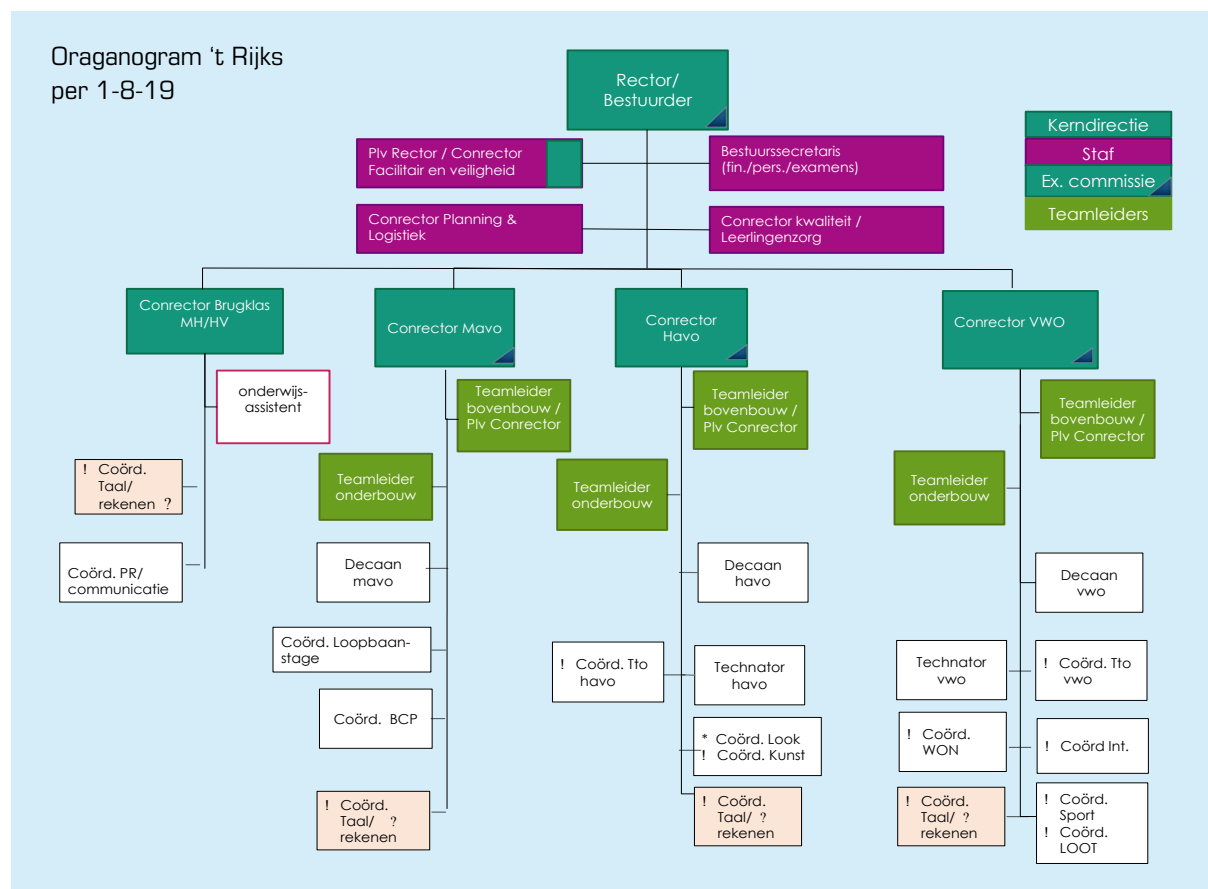 Oraganogram ‘t Rijks
per 1-8-19
Rector/
Bestuurder
Kerndirectie
Staf
Ex. commissie
Teamleiders
Plv Rector / Conrector
Facilitair en veiligheid
Bestuurssecretaris
(fin./pers./examens)
Conrector Planning &
Logistiek
Conrector kwaliteit /
Leerlingenzorg
Conrector Brugklas
MH/HV
Conrector Mavo
Conrector
Havo
Conrector VWO
onderwijs-
assistent
! Coörd.
Taal/
rekenen ?
Coörd. PR/
communicatie
Teamleider
bovenbouw /
Plv Conrector
Teamleider
onderbouw
Decaan
mavo
Coörd. Loopbaan-
stage
Coörd. BCP
! Coörd.
Taal/ ?
rekenen
Teamleider
bovenbouw /
Plv Conrector
Teamleider
onderbouw
Decaan
havo
! Coörd. Tto
havo
Technator
havo
* Coörd. Look
! Coörd. Kunst
! Coörd.
Taal/ ?
rekenen
Teamleider
bovenbouw /
Plv Conrector
Teamleider
onderbouw
Decaan
vwo
Technator
vwo
! Coörd. Tto
vwo
! Coörd.
WON
! Coörd Int.
! Coörd.
Taal/ ?
rekenen
! Coörd.
Sport
! Coörd.
LOOT